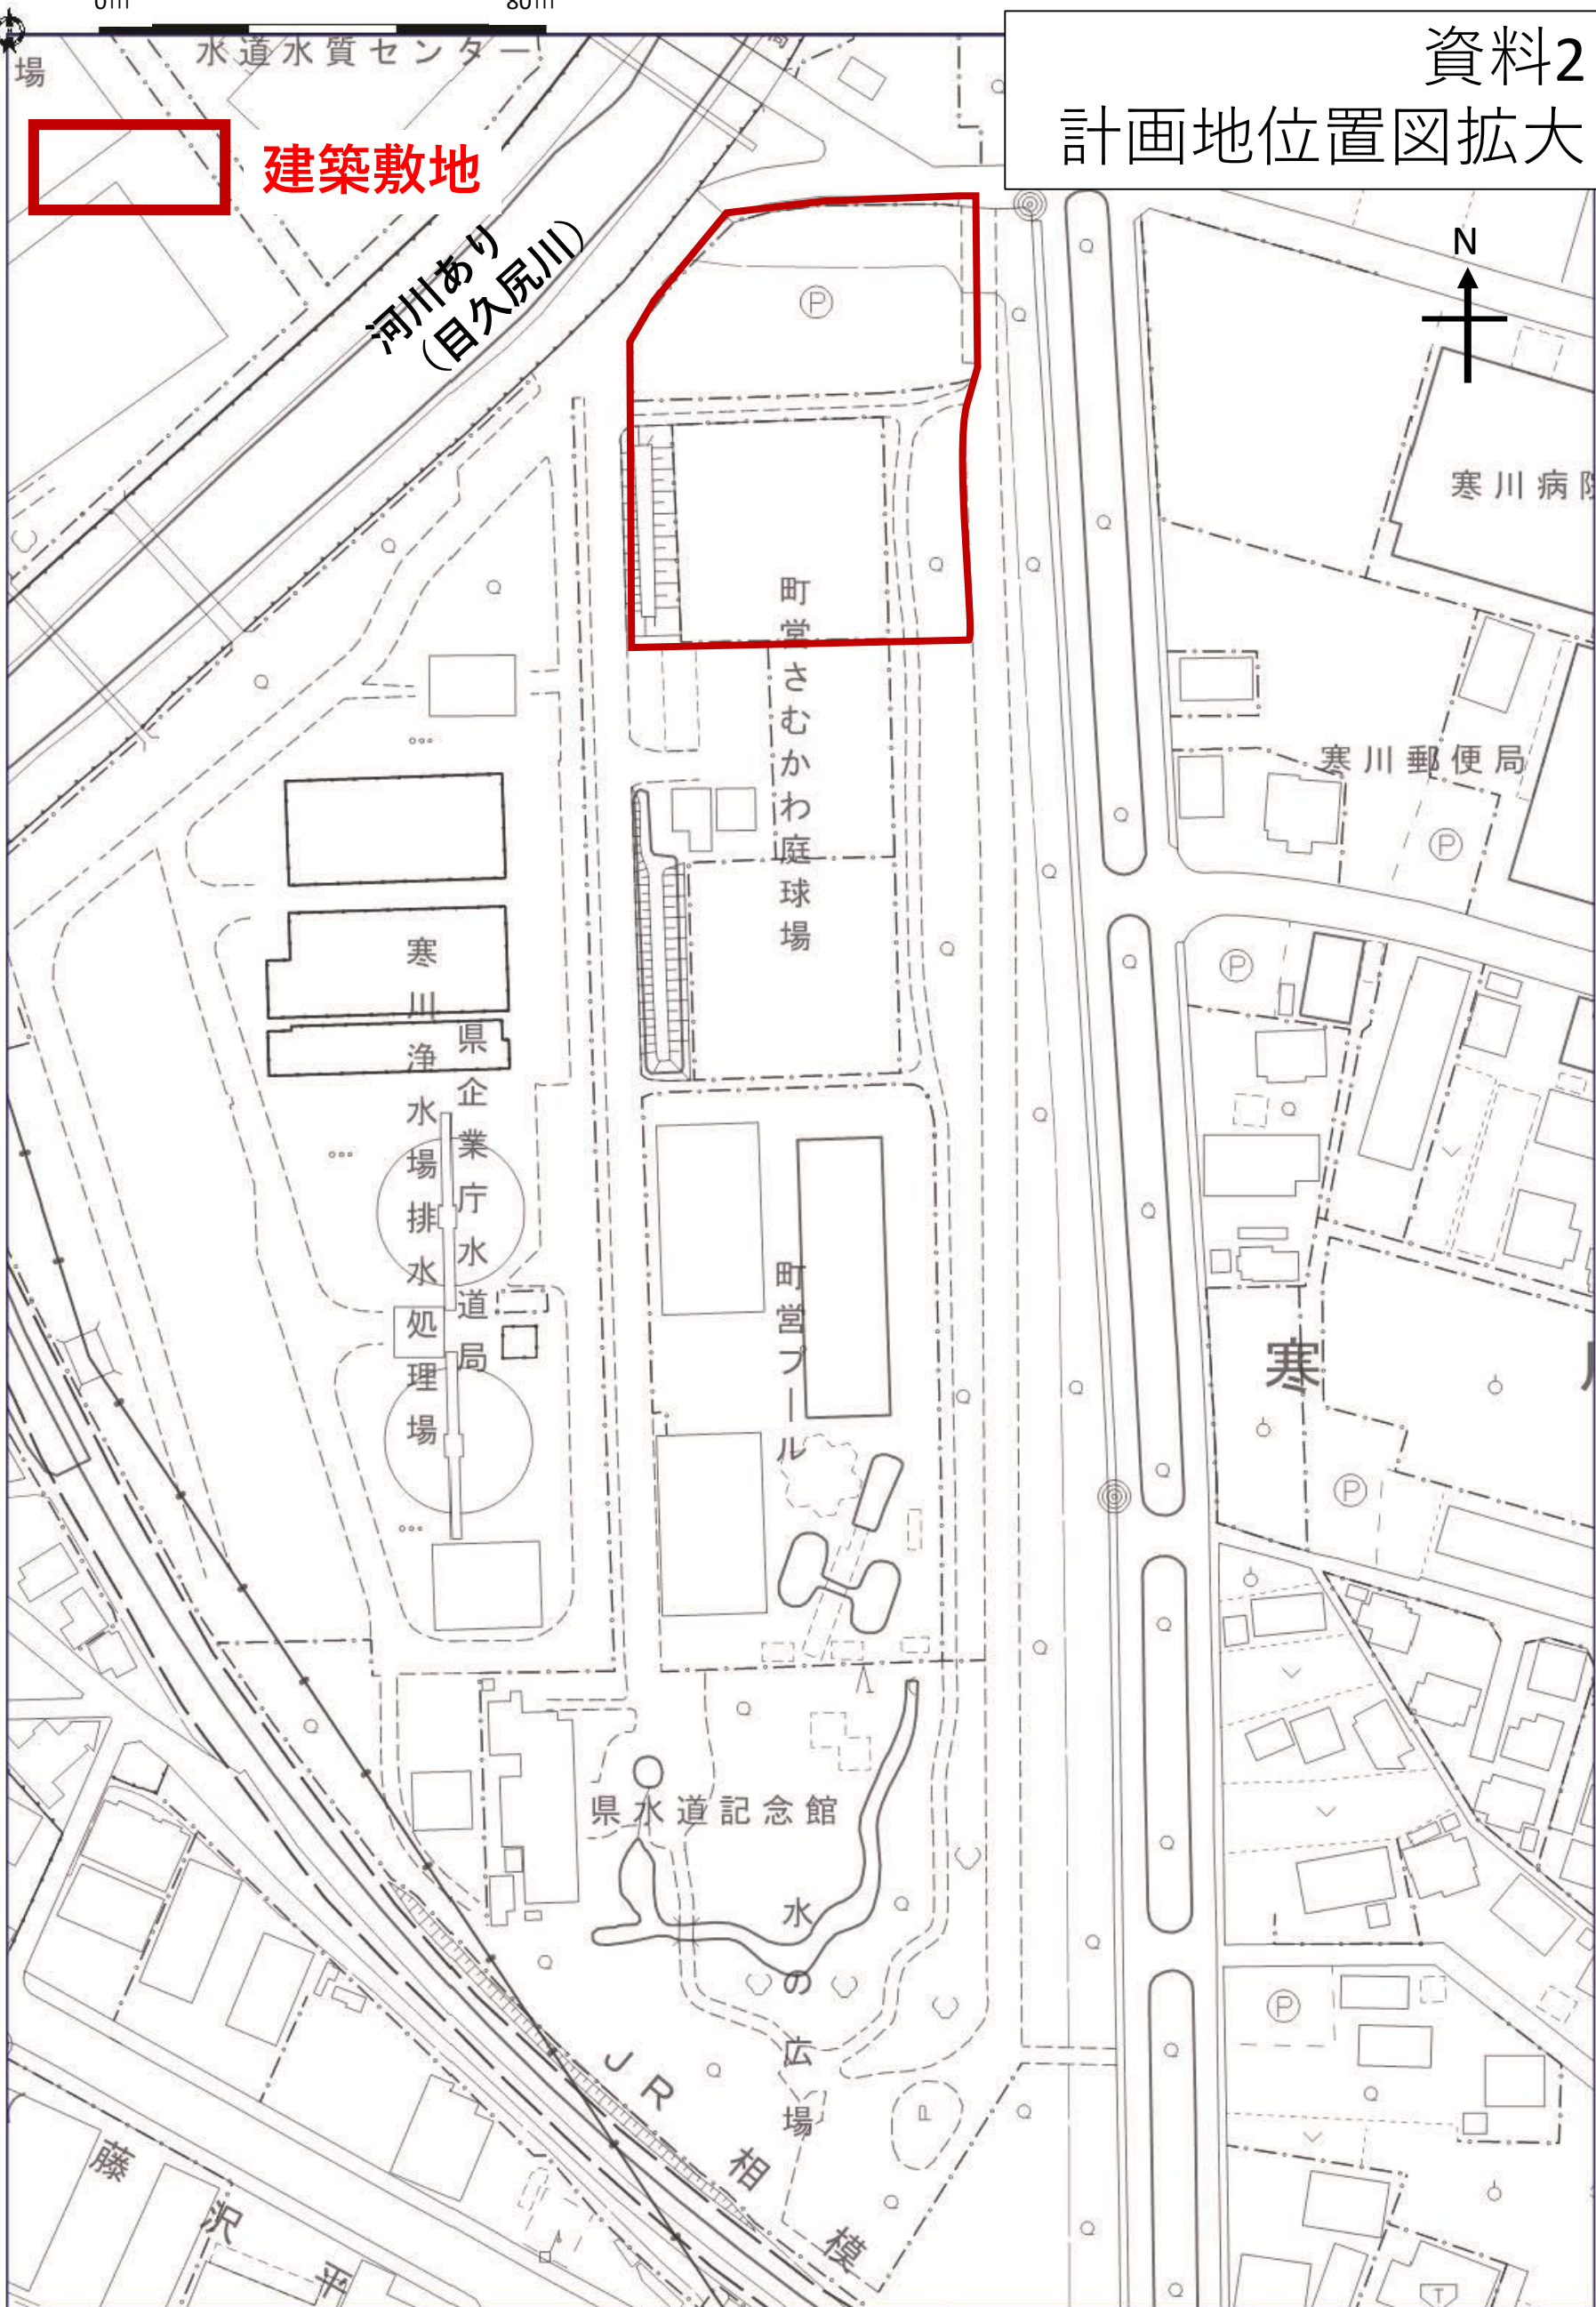 0m 80m
資料2
計画地位置図拡大
場
水道水質センター
建築敷地
河川あり
(目久尻川)
P
N
寒川病院
町営さむかわ庭球場
寒川郵便局
P
P
寒川浄水場排水処理場
県企業庁水道局
町営プール
寒
P
県水道記念館
水の広場
P
P
JR相模
藤沢平
T